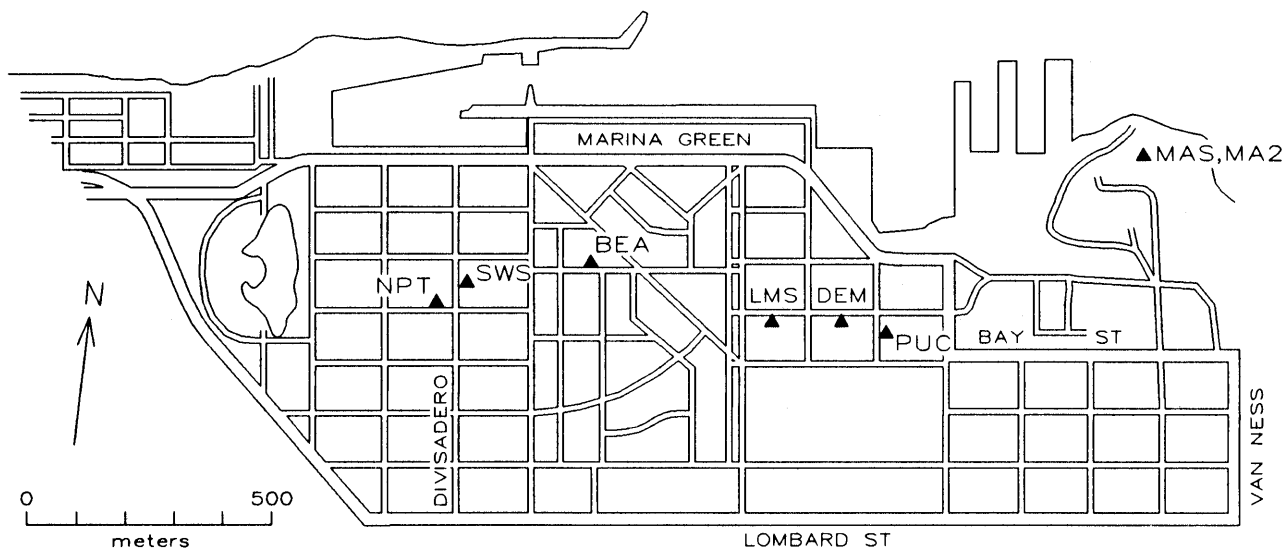 MARINA GREEN
MAS,MA2
BEA
NPT
SWS
N
LMS
DEM
PUC
BAY ST
DIVISADERO
VAN NESS
0 500
meters
LOMBARD ST